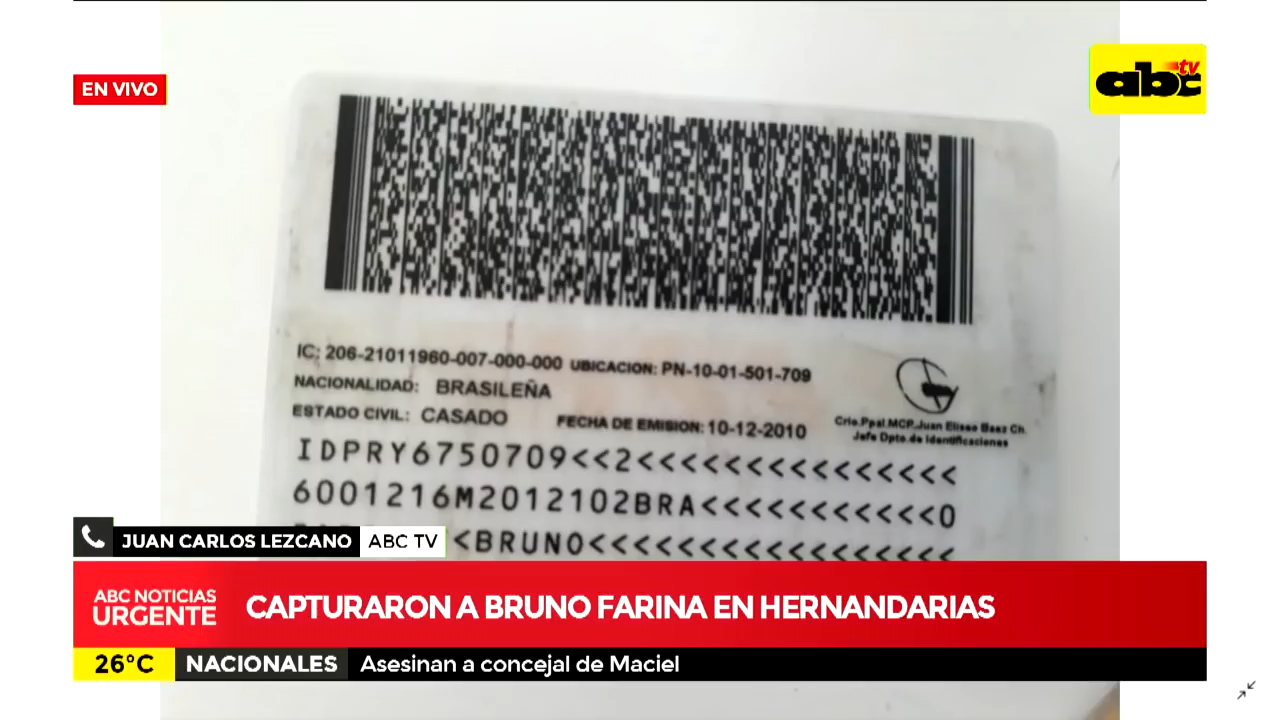 EN VIVO
abc tv
IC: 206-21011960-007-000-000 UBICACION: PN-10-01-501-709
NACIONALIDAD: BRASILEÑA
ESTADO CIVIL: CASADO FECHA DE EMISION: 10-12-2010
Crio.Ppal.MCP.Juan Eliseo Baez Ch.
Jefe Dpto.de Identificaciones
IDPRY6750709<<2<<<<<<<<<<<<<<<
6001216M2012102BRA<<<<<<<<<<<0
<BRUNO<<<<<<<<<<<<<<<<<
JUAN CARLOS LEZCANO ABC TV
ABC NOTICIAS
URGENTE
CAPTURARON A BRUNO FARINA EN HERNANDARIAS
26°C NACIONALES Asesinan a concejal de Maciel